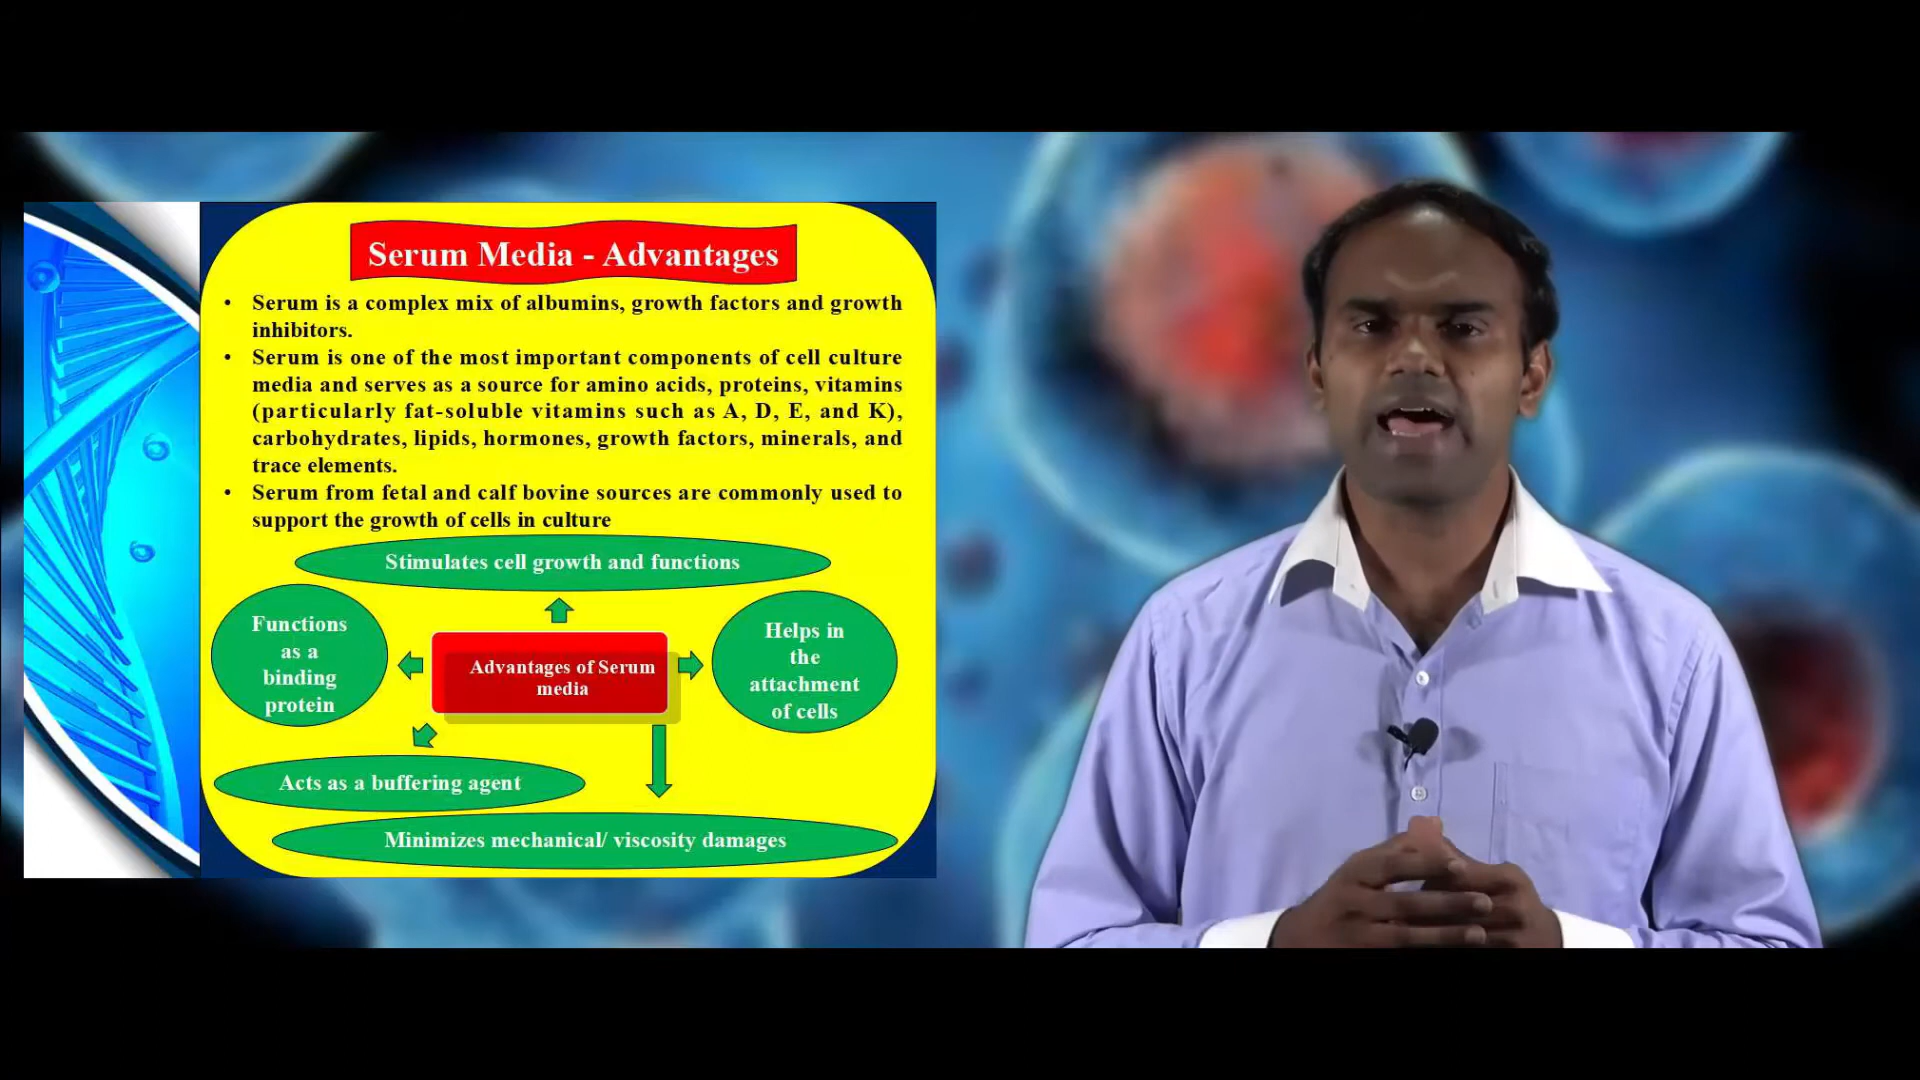 Serum Media - Advantages
• Serum is a complex mix of albumins, growth factors and growth
inhibitors.
• Serum is one of the most important components of cell culture
media and serves as a source for amino acids, proteins, vitamins
(particularly fat-soluble vitamins such as A, D, E, and K),
carbohydrates, lipids, hormones, growth factors, minerals, and
trace elements.
• Serum from fetal and calf bovine sources are commonly used to
support the growth of cells in culture
Stimulates cell growth and functions
Functions
as a
binding
protein
Advantages of Serum
media
Helps in
the
attachment
of cells
Acts as a buffering agent
Minimizes mechanical/ viscosity damages